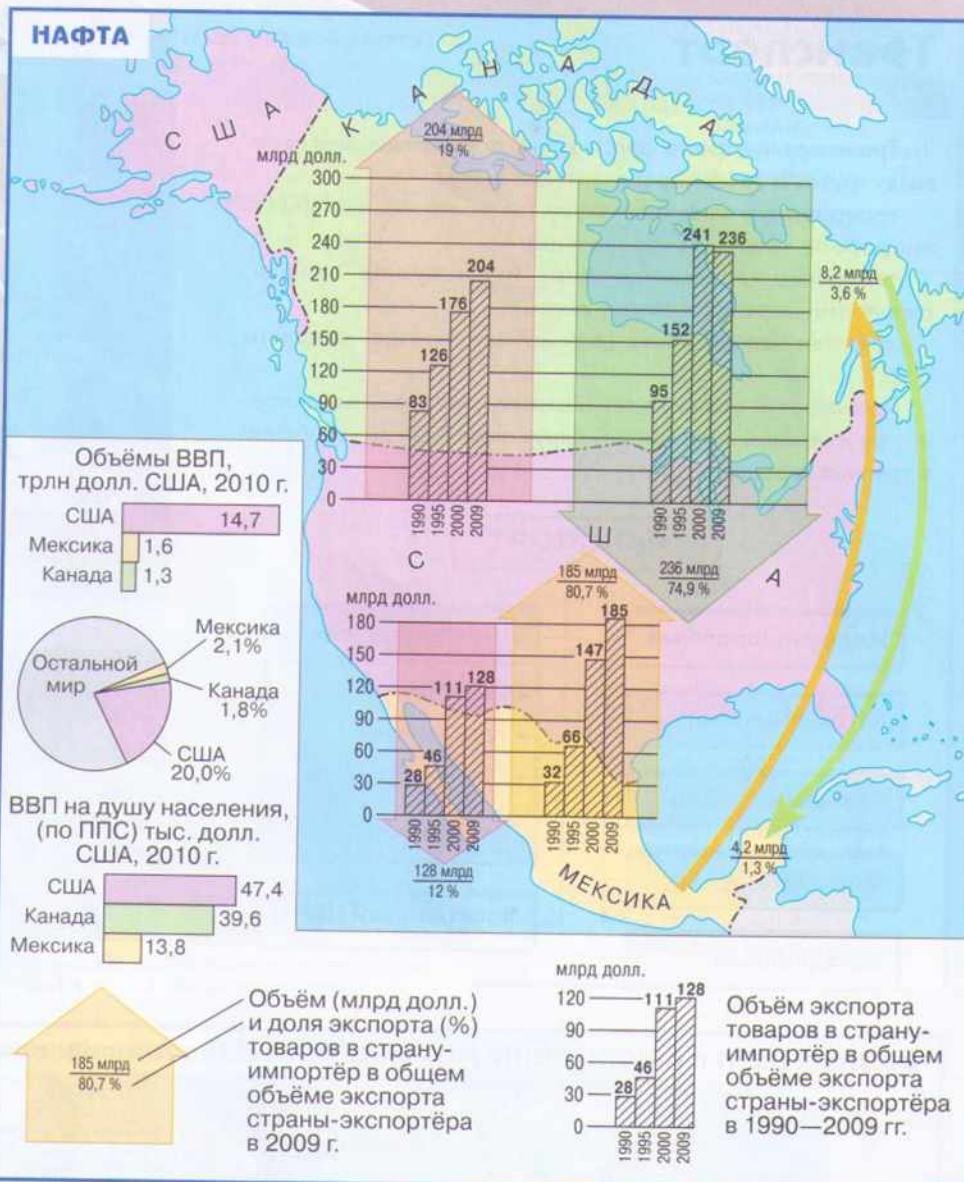 НАФТА
США
КАНАДА
204 млрд
19 %
млрд долл.
300
270
240
210
180
150
120
90
60
30
0
83
126
176
204
1990
1995
2000
2009
95
152
241
236
1990
1995
2000
2009
236 млрд
74,9 %
8,2 млрд
3,6 %
С Ш А
185 млрд
80,7 %
млрд долл.
180
150
120
90
60
30
0
28
46
111
128
1990
1995
2000
2009
128 млрд
12 %
32
66
147
185
1990
1995
2000
2009
4,2 млрд
1,3 %
МЕКСИКА
Объёмы ВВП,
трлн долл. США, 2010 г.
США 14,7
Мексика 1,6
Канада 1,3
Остальной
мир
Мексика
2,1%
Канада
1,8%
США
20,0%
ВВП на душу населения,
(по ППС) тыс. долл.
США, 2010 г.
США 47,4
Канада 39,6
Мексика 13,8
185 млрд
80,7 %
Объём (млрд долл.)
и доля экспорта (%)
товаров в страну-
импортёр в общем
объёме экспорта
страны-экспортёра
в 2009 г.
млрд долл.
120
90
60
30
0
28
46
111
128
1990
1995
2000
2009
Объём экспорта
товаров в страну-
импортёр в общем
объёме экспорта
страны-экспортёра
в 1990—2009 гг.